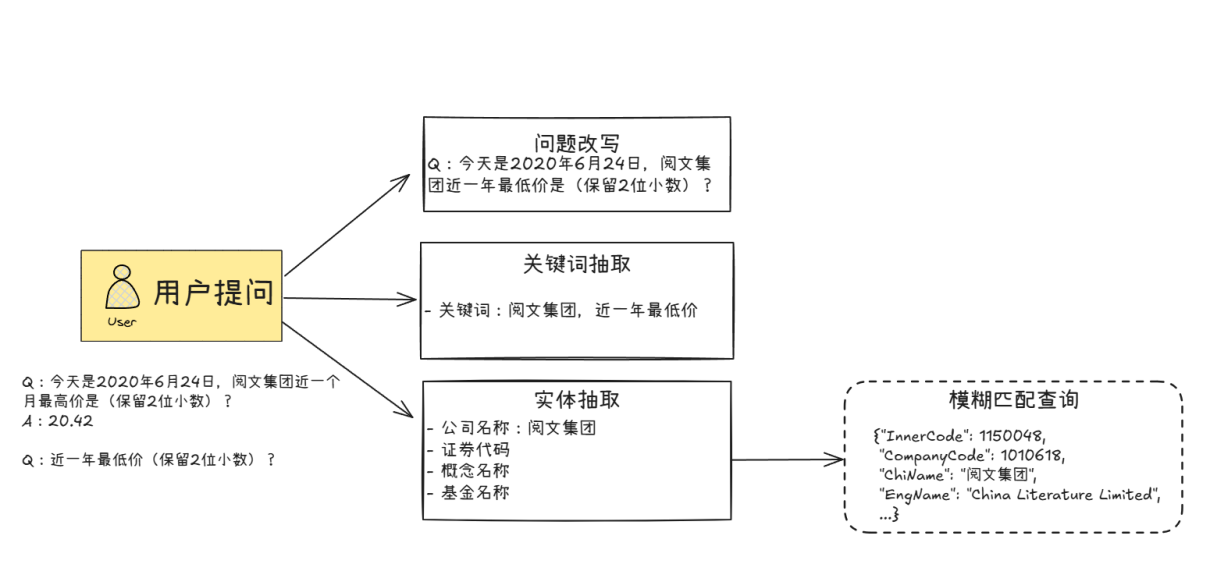 问题改写
Q：今天是2020年6月24日，阅文集
团近一年最低价是（保留2位小数）？
用户提问
User
关键词抽取
- 关键词：阅文集团，近一年最低价
Q：今天是2020年6月24日，阅文集团近一个
月最高价是（保留2位小数）？
A：20.42
Q：近一年最低价（保留2位小数）？
实体抽取
- 公司名称：阅文集团
- 证券代码
- 概念名称
- 基金名称
模糊匹配查询
{"InnerCode": 1150048,
"CompanyCode": 1010618,
"ChiName": "阅文集团",
"EngName": "China Literature Limited",
...}